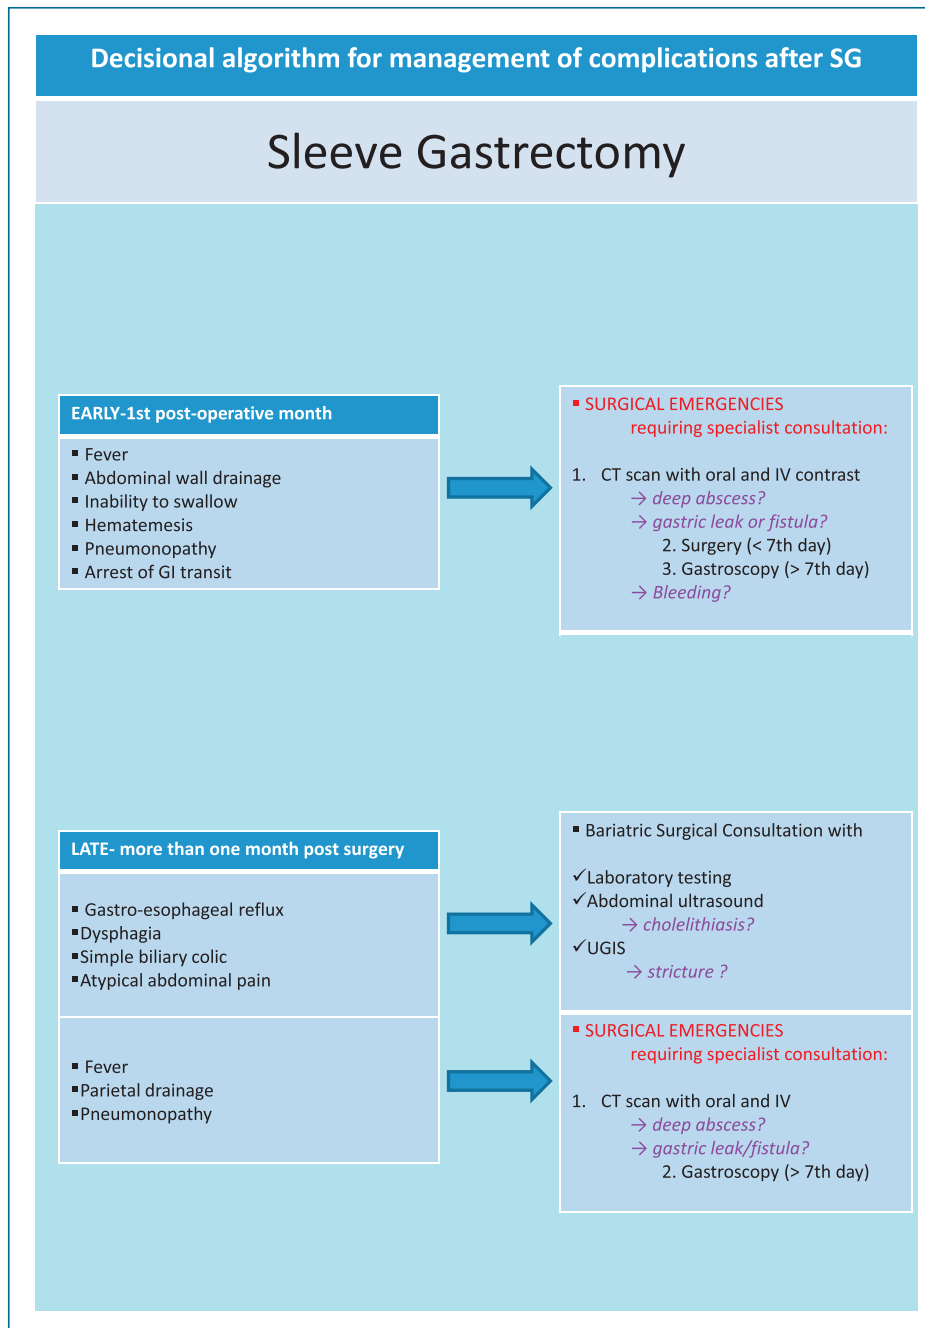 Decisional algorithm for management of complications after SG
Sleeve Gastrectomy
EARLY-1st post-operative month
▪ Fever
▪ Abdominal wall drainage
▪ Inability to swallow
▪ Hematemesis
▪ Pneumonopathy
▪ Arrest of GI transit
▪ SURGICAL EMERGENCIES
requiring specialist consultation:
1. CT scan with oral and IV contrast
→ deep abscess?
→ gastric leak or fistula?
2. Surgery (< 7th day)
3. Gastroscopy (> 7th day)
→ Bleeding?
LATE- more than one month post surgery
▪ Gastro-esophageal reflux
▪Dysphagia
▪Simple biliary colic
▪Atypical abdominal pain
▪ Bariatric Surgical Consultation with
✓Laboratory testing
✓Abdominal ultrasound
→ cholelithiasis?
✓UGIS
→ stricture ?
▪ Fever
▪Parietal drainage
▪Pneumonopathy
▪ SURGICAL EMERGENCIES
requiring specialist consultation:
1. CT scan with oral and IV
→ deep abscess?
→ gastric leak/fistula?
2. Gastroscopy (> 7th day)